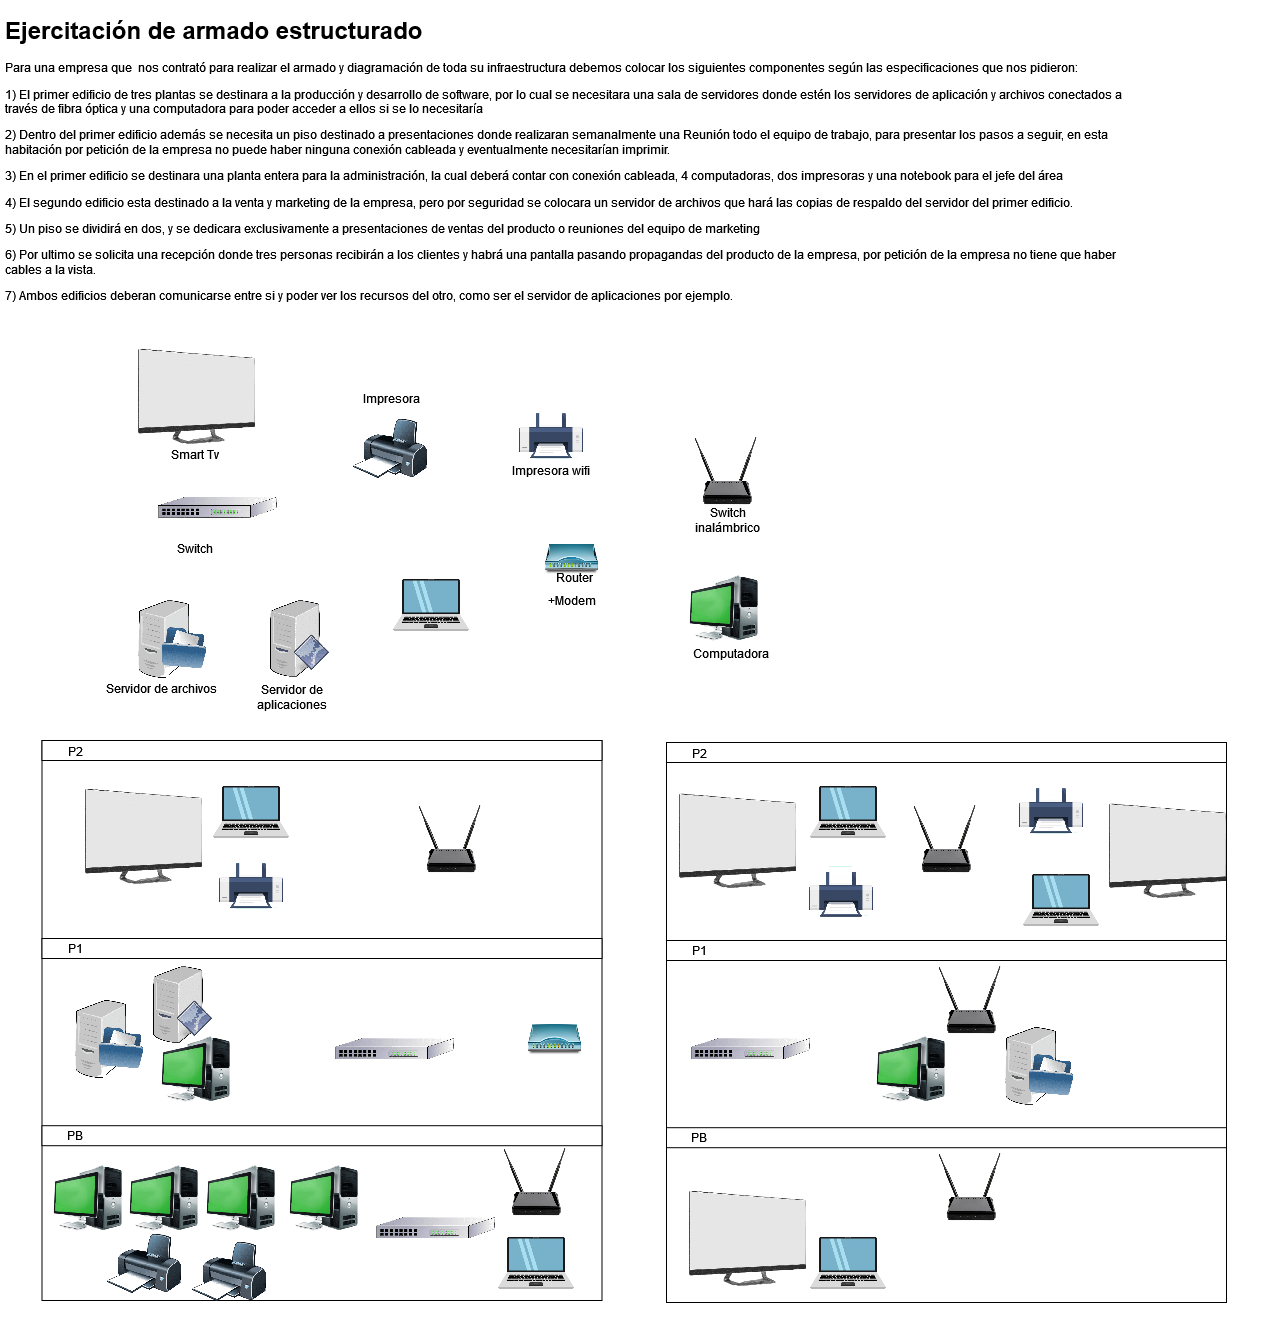 Ejercitación de armado estructurado
Para una empresa que  nos contrató para realizar el armado y diagramación de toda su infraestructura debemos colocar los siguientes componentes según las especificaciones que nos pidieron:
1) El primer edificio de tres plantas se destinara a la producción y desarrollo de software, por lo cual se necesitara una sala de servidores donde estén los servidores de aplicación y archivos conectados a
través de fibra óptica y una computadora para poder acceder a ellos si se lo necesitaría
2) Dentro del primer edificio además se necesita un piso destinado a presentaciones donde realizaran semanalmente una Reunión todo el equipo de trabajo, para presentar los pasos a seguir, en esta
habitación por petición de la empresa no puede haber ninguna conexión cableada y eventualmente necesitarían imprimir.
3) En el primer edificio se destinara una planta entera para la administración, la cual deberá contar con conexión cableada, 4 computadoras, dos impresoras y una notebook para el jefe del área
4) El segundo edificio esta destinado a la venta y marketing de la empresa, pero por seguridad se colocara un servidor de archivos que hará las copias de respaldo del servidor del primer edificio.
5) Un piso se dividirá en dos, y se dedicara exclusivamente a presentaciones de ventas del producto o reuniones del equipo de marketing
6) Por ultimo se solicita una recepción donde tres personas recibirán a los clientes y habrá una pantalla pasando propagandas del producto de la empresa, por petición de la empresa no tiene que haber
cables a la vista.
7) Ambos edificios deberan comunicarse entre si y poder ver los recursos del otro, como ser el servidor de aplicaciones por ejemplo.
Impresora
Smart Tv
Impresora wifi
Switch
inalámbrico
Switch
Router
+Modem
Computadora
Servidor de archivos
Servidor de
aplicaciones
P2
P2
P1
P1
PB
PB